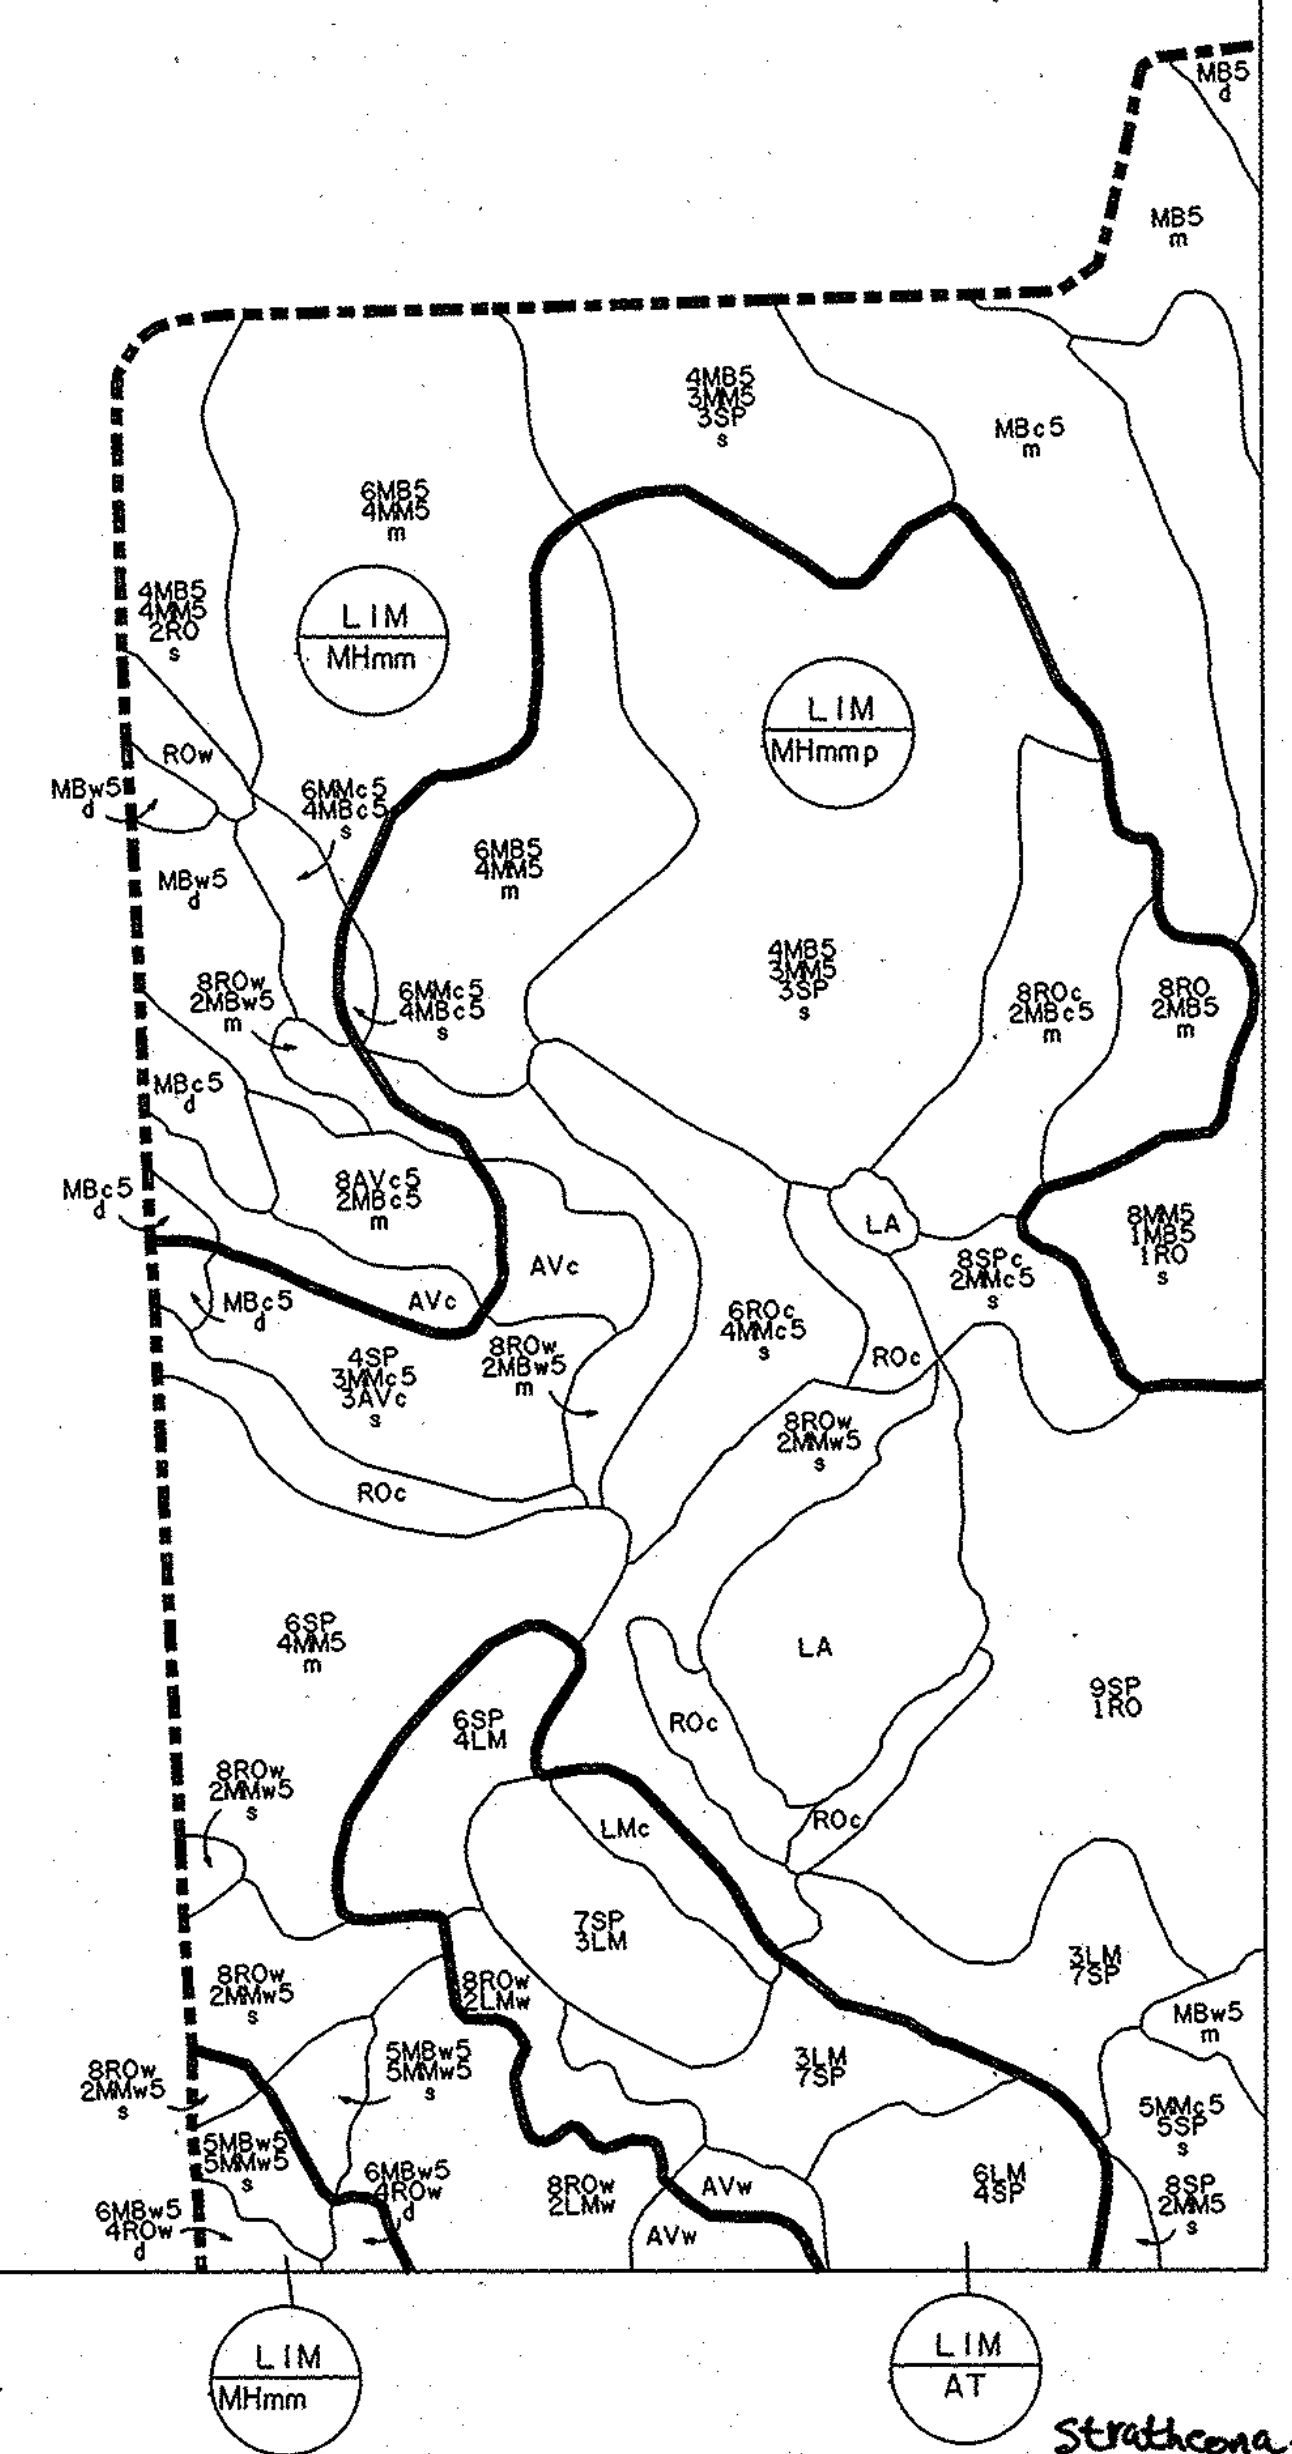 MB5
d
MB5
m
4MB5
3MM5
3SP
s
MBc5
m
6MB5
4MM5
m
4MB5
4MM5
2RO
s
LIM
MHmm
LIM
MHmmp
ROw
MBw5
d
6MMc5
4MBc5
s
6MB5
4MM5
m
MBw5
d
4MB5
3MM5
3SP
s
8ROw
2MBw5
m
6MMc5
4MBc5
s
8ROc
2MBc5
m
8RO
2MB5
m
MBc5
d
MBc5
d
8AVc5
2MBc5
m
LA
8MM5
1MB5
1RO
s
AVc
8SPc
2MMc5
s
MBc5
d
AVc
6ROc
4MMc5
s
8ROw
2MBw5
m
ROc
4SP
3MMc5
3AVc
s
8ROw
2MMw5
s
ROc
6SP
4MM5
m
LA
9SP
1RO
6SP
4LM
ROc
8ROw
2MMw5
s
LMc
ROc
7SP
3LM
3LM
7SP
8ROw
2MMw5
s
8ROw
2LMw
MBw5
m
5MBw5
5MMw5
s
3LM
7SP
8ROw
2MMw5
s
5MMc5
5SP
s
5MBw5
5MMw5
s
6MBw5
4ROw
d
8ROw
2LMw
AVw
6LM
4SP
8SP
2MM5
s
6MBw5
4ROw
d
AVw
LIM
MHmm
LIM
AT
Strathcona